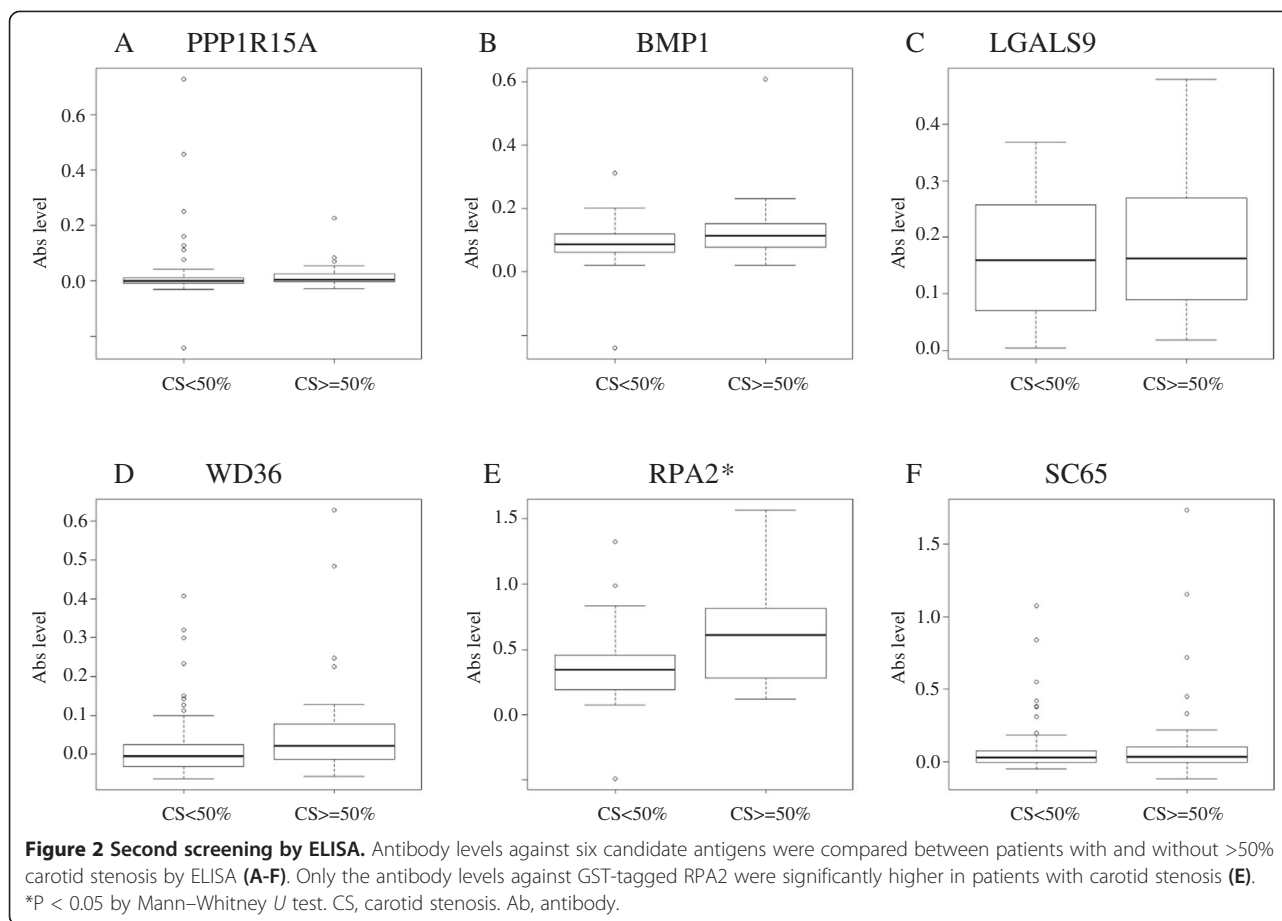 A PPP1R15A
B BMP1
C LGALS9
Abs level
0.6
0.4
0.2
0.0
CS<50%
CS>=50%
Abs level
0.6
0.4
0.2
0.0
CS<50%
CS>=50%
Abs level
0.4
0.3
0.2
0.1
0.0
CS<50%
CS>=50%
D WD36
E RPA2*
F SC65
Abs level
0.6
0.5
0.4
0.3
0.2
0.1
0.0
CS<50%
CS>=50%
Abs level
1.5
1.0
0.5
0.0
CS<50%
CS>=50%
Abs level
1.5
1.0
0.5
0.0
CS<50%
CS>=50%
Figure 2 Second screening by ELISA. Antibody levels against six candidate antigens were compared between patients with and without >50%
carotid stenosis by ELISA (A-F). Only the antibody levels against GST-tagged RPA2 were significantly higher in patients with carotid stenosis (E).
*P < 0.05 by Mann–Whitney U test. CS, carotid stenosis. Ab, antibody.